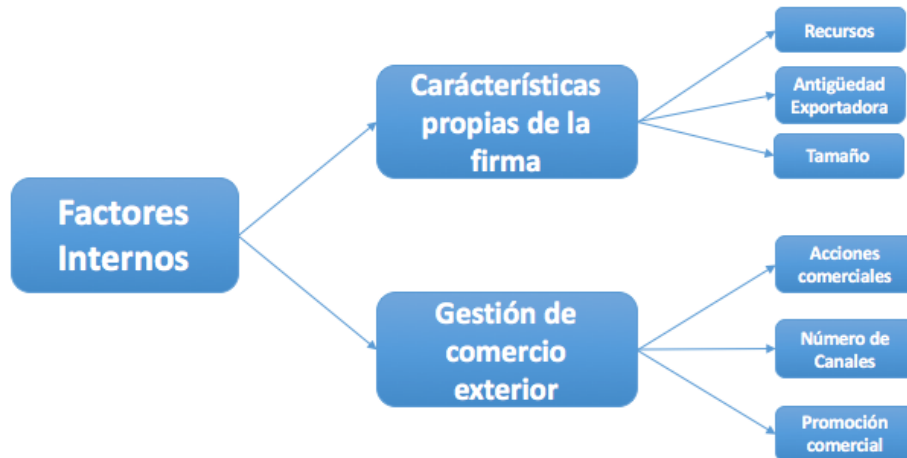 Factores
Internos
Carácterísticas
propias de la
firma
Recursos
Antigüedad
Exportadora
Tamaño
Gestión de
comercio
exterior
Acciones
comerciales
Número de
Canales
Promoción
comercial